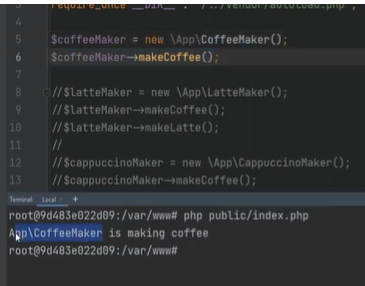 3 require_once __DIR__ . '/../vendor/autoload.php';
4
5 $coffeeMaker = new \App\CoffeeMaker();
6 $coffeeMaker->makeCoffee();
7
8 //$latteMaker = new \App\LatteMaker();
9 //$latteMaker->makeCoffee();
10 //$latteMaker->makeLatte();
11 //
12 //$cappuccinoMaker = new \App\CappuccinoMaker();
13 //$cappuccinoMaker->makeCoffee();
Terminal: Local × +
root@9d483e022d09:/var/www# php public/index.php
App\CoffeeMaker is making coffee
root@9d483e022d09:/var/www#